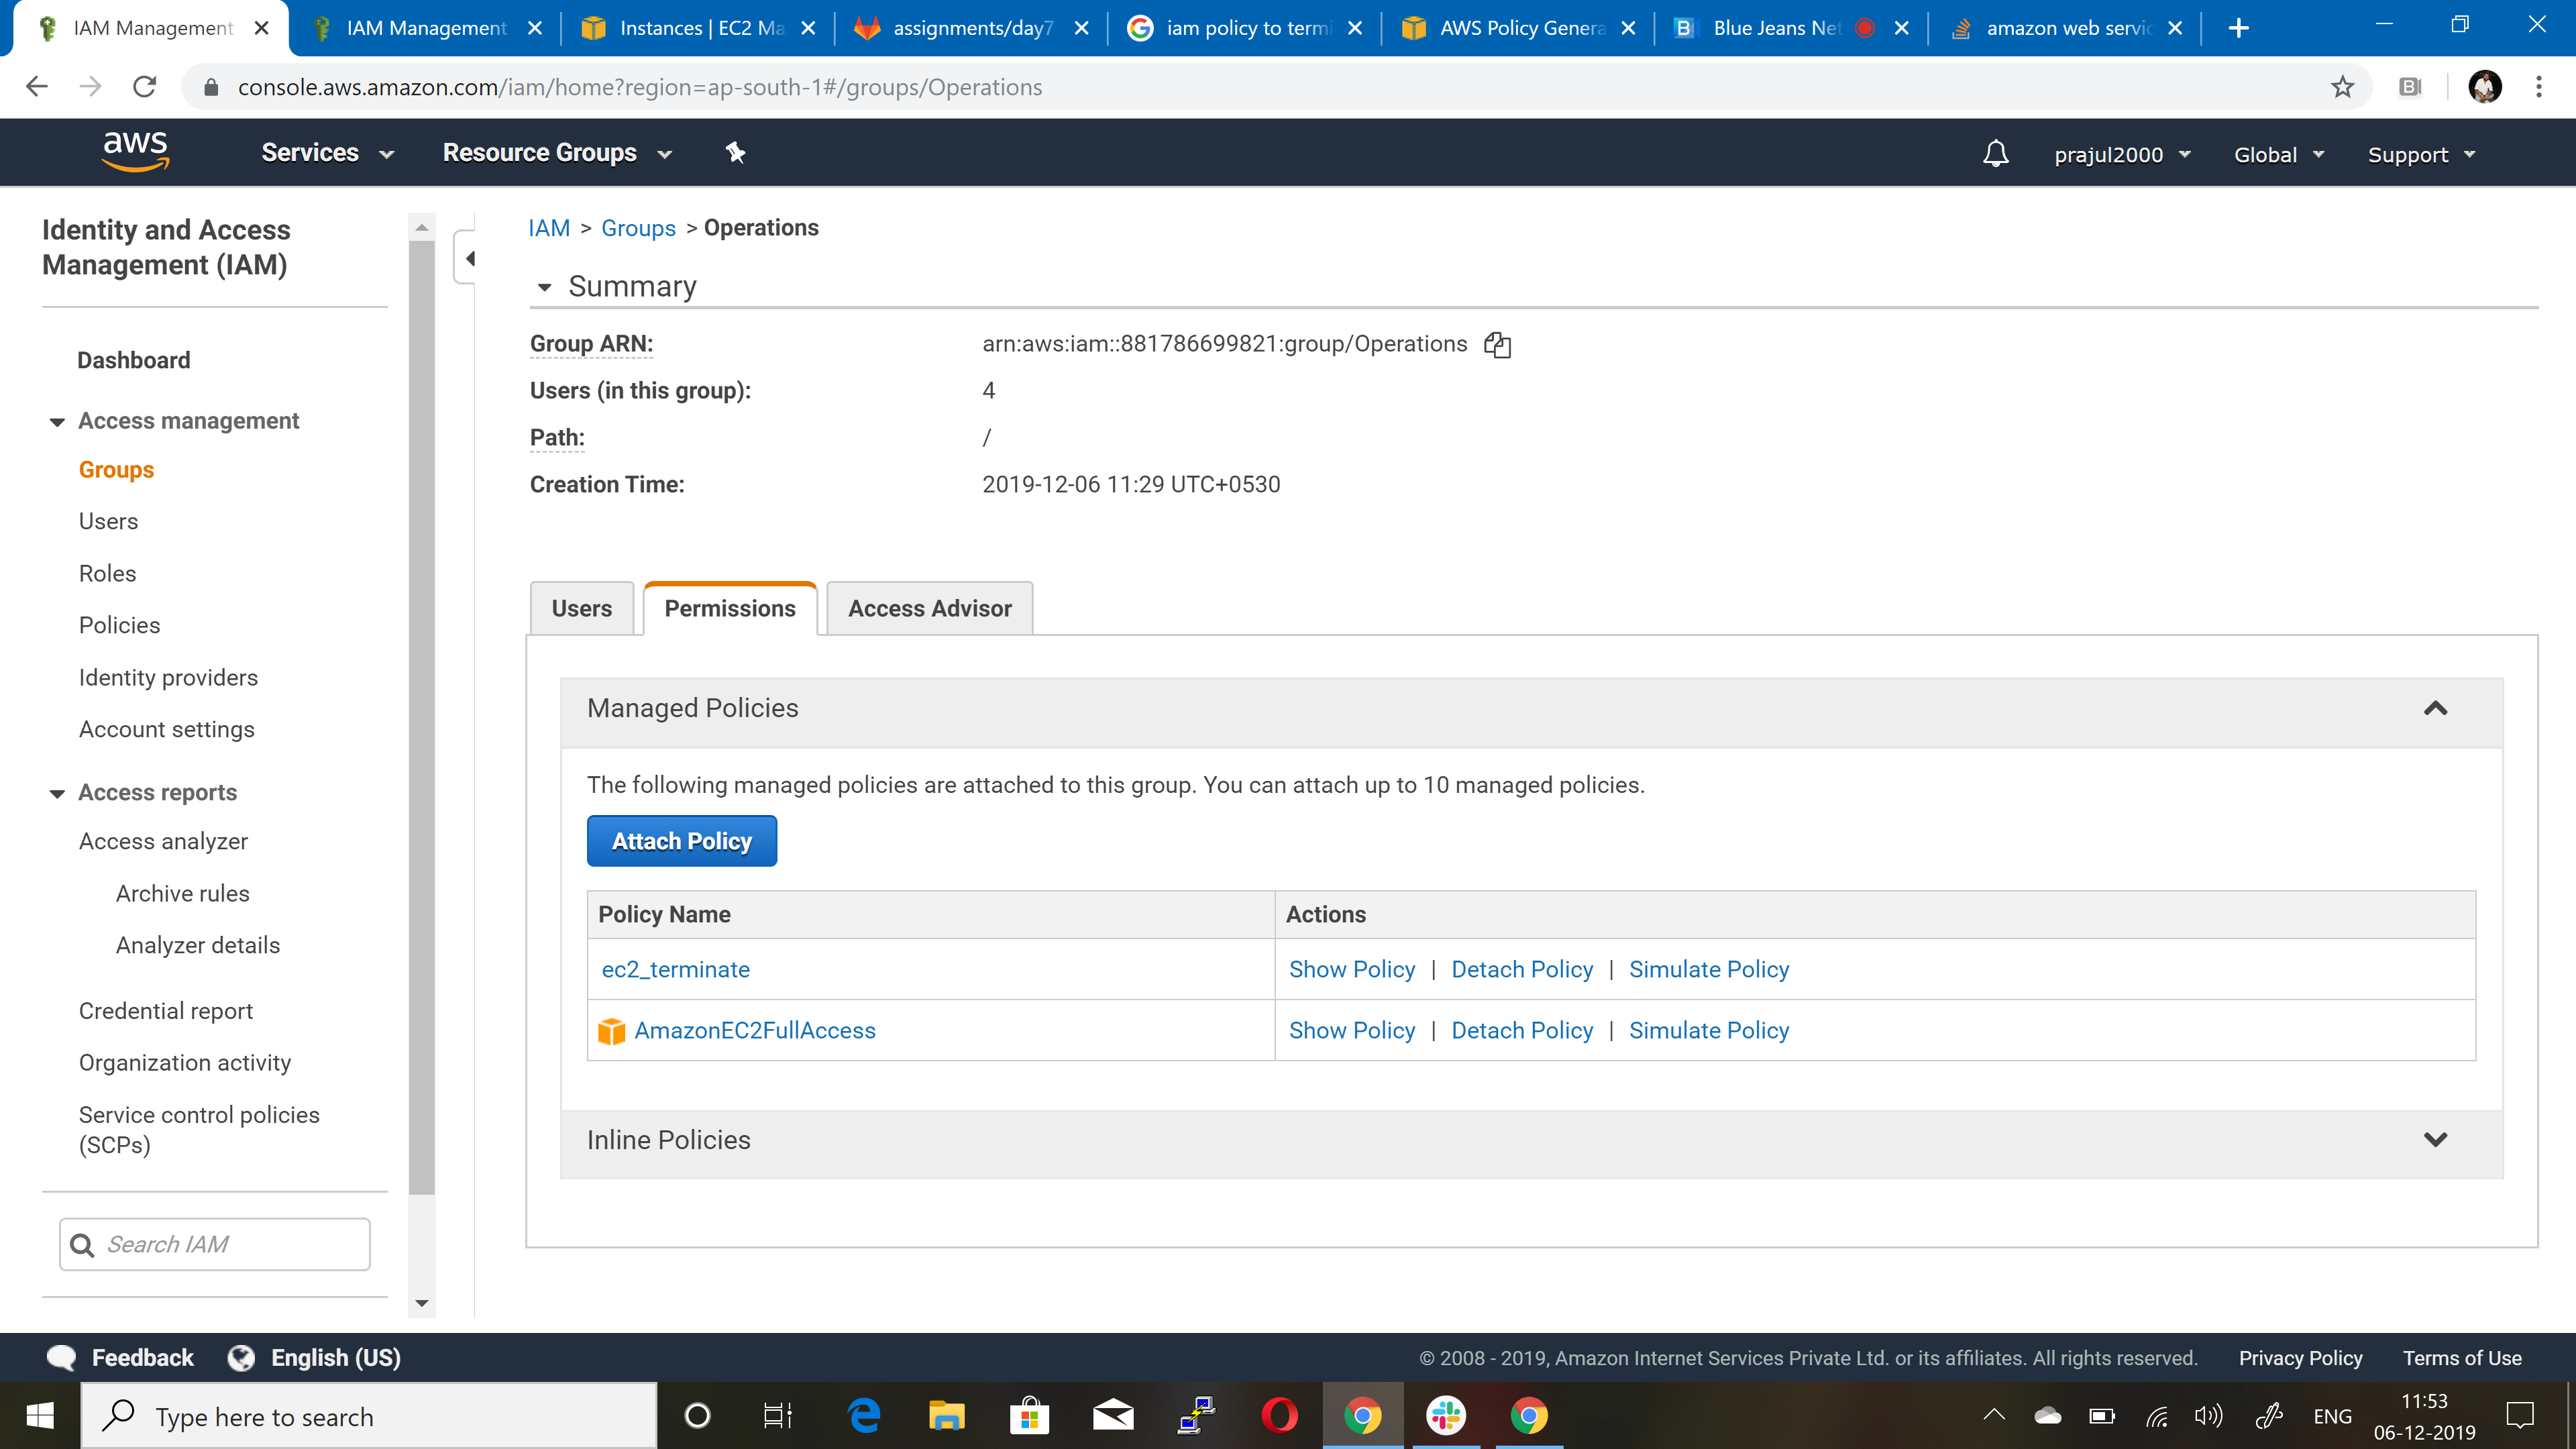 IAM Management
IAM Management
Instances | EC2 Ma
assignments/day7
iam policy to termi
AWS Policy Genera
Blue Jeans Net
amazon web servic
console.aws.amazon.com/iam/home?region=ap-south-1#/groups/Operations
aws
Services
Resource Groups
prajul2000
Global
Support
Identity and Access
Management (IAM)
Dashboard
Access management
Groups
Users
Roles
Policies
Identity providers
Account settings
Access reports
Access analyzer
Archive rules
Analyzer details
Credential report
Organization activity
Service control policies
(SCPs)
Search IAM
IAM > Groups > Operations
Summary
Group ARN: arn:aws:iam::881786699821:group/Operations
Users (in this group): 4
Path: /
Creation Time: 2019-12-06 11:29 UTC+0530
Users
Permissions
Access Advisor
Managed Policies
The following managed policies are attached to this group. You can attach up to 10 managed policies.
Attach Policy
Policy Name Actions
ec2_terminate Show Policy | Detach Policy | Simulate Policy
AmazonEC2FullAccess Show Policy | Detach Policy | Simulate Policy
Inline Policies
Feedback
English (US)
© 2008 - 2019, Amazon Internet Services Private Ltd. or its affiliates. All rights reserved.
Privacy Policy
Terms of Use
Type here to search
ENG
11:53
06-12-2019